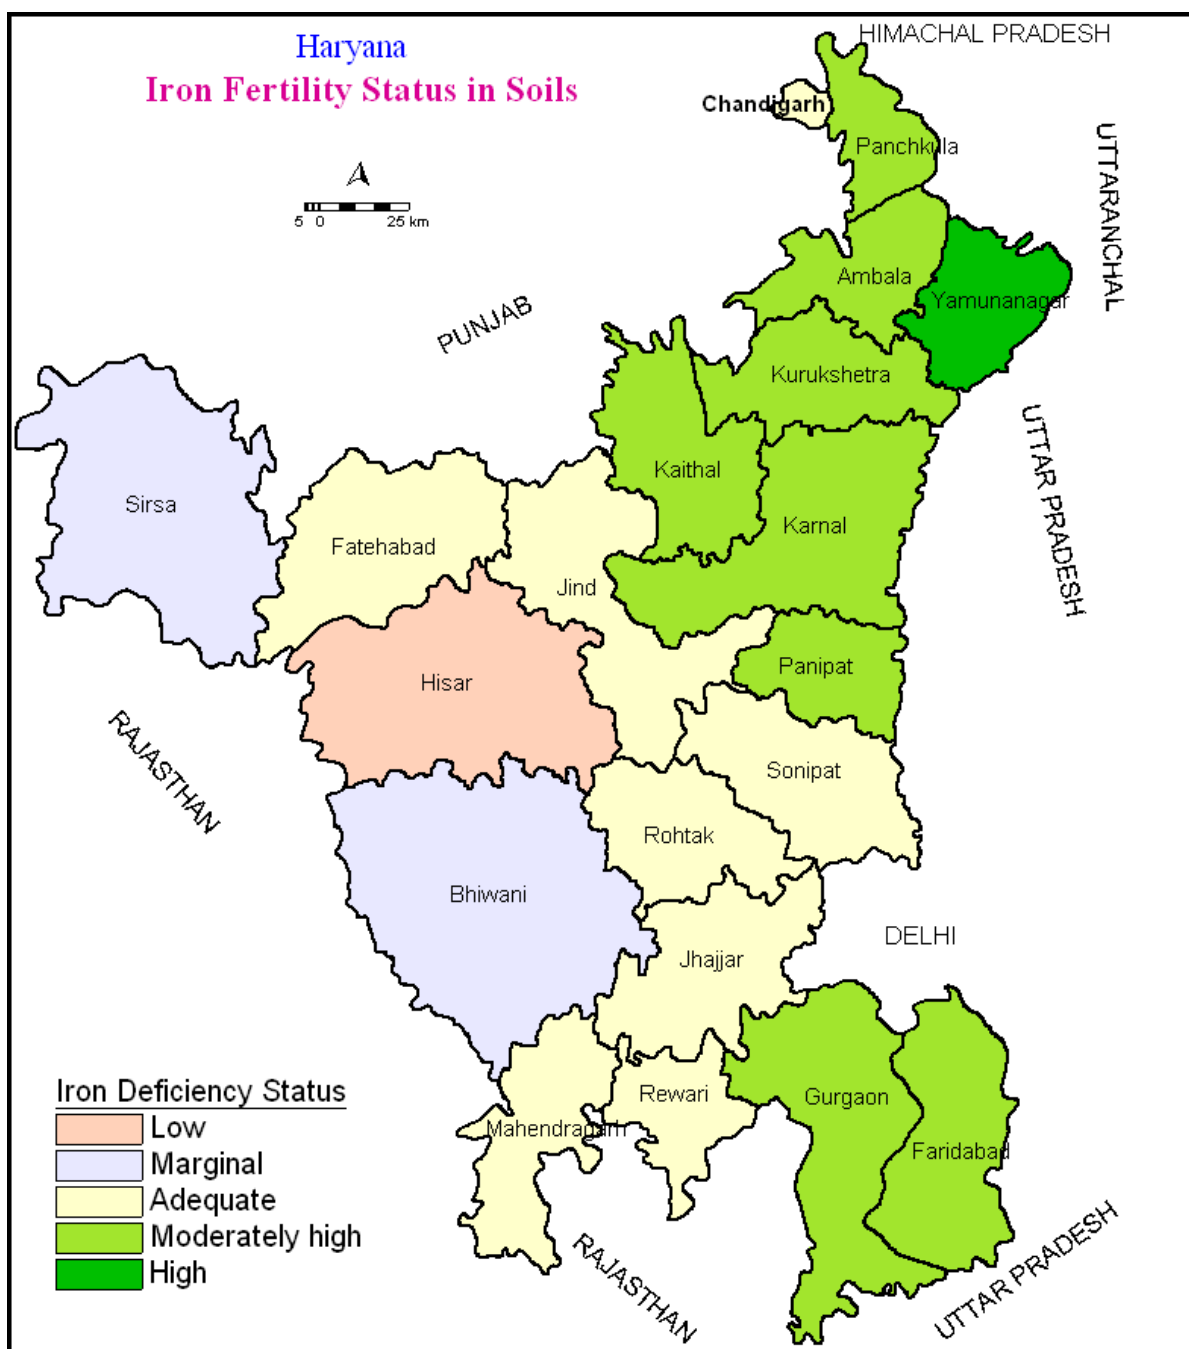 Haryana
Iron Fertility Status in Soils
HIMACHAL PRADESH
Chandigarh
Panchkula
UTTARANCHAL
5 0 25 km
Ambala
Yamunanagar
PUNJAB
Kurukshetra
UTTAR PRADESH
Kaithal
Sirsa
Karnal
Fatehabad
Jind
Panipat
Hisar
RAJASTHAN
Sonipat
Rohtak
Bhiwani
DELHI
Jhajjar
Rewari
Gurgaon
Mahendragarh
Faridabad
UTTAR PRADESH
RAJASTHAN
Iron Deficiency Status
Low
Marginal
Adequate
Moderately high
High